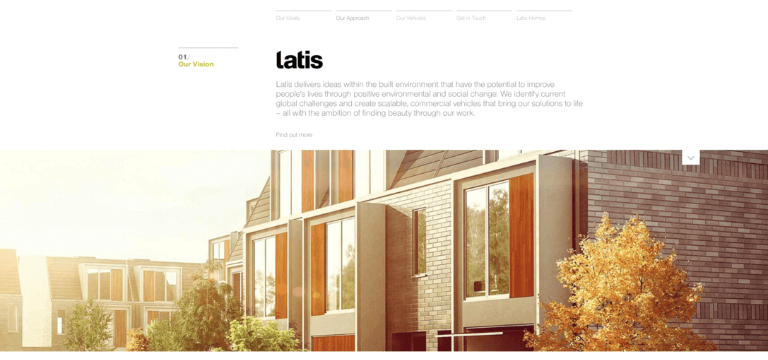 Our Vision Our Approach Our Vehicles Get in Touch Latis Homes
01/
Our Vision
latis
Latis delivers ideas within the built environment that have the potential to improve
people's lives through positive environmental and social change. We identify current
global challenges and create scalable, commercial vehicles that bring our solutions to life
– all with the ambition of finding beauty through our work.
Find out more